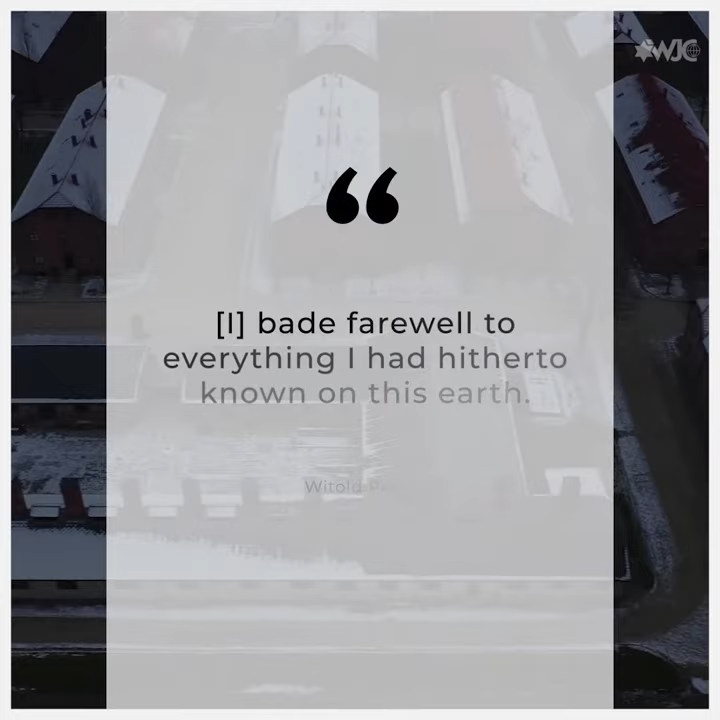 WJC
“
[I] bade farewell to
everything I had hitherto
known on this earth.
Witold